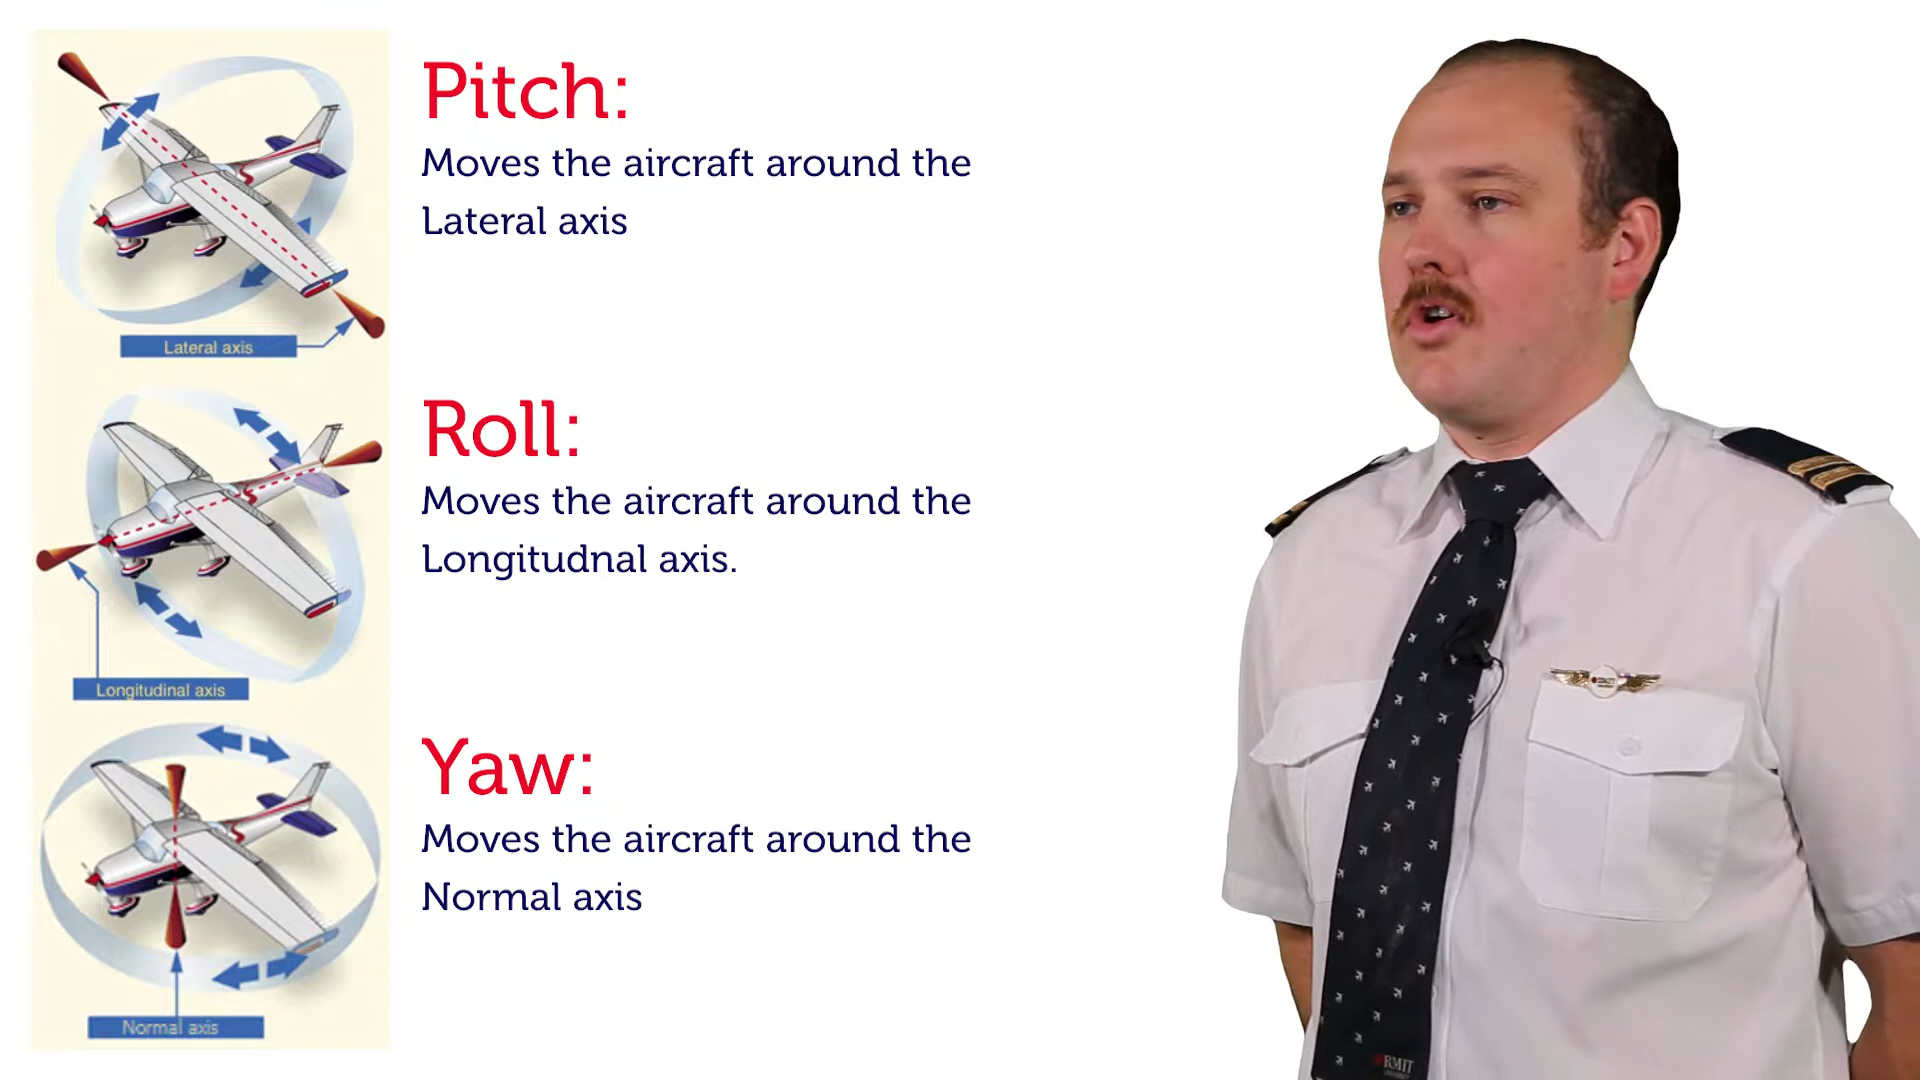 Pitch:
Moves the aircraft around the
Lateral axis
Lateral axis
Roll:
Moves the aircraft around the
Longitudnal axis.
Longitudinal axis
Yaw:
Moves the aircraft around the
Normal axis
Normal axis
RMIT